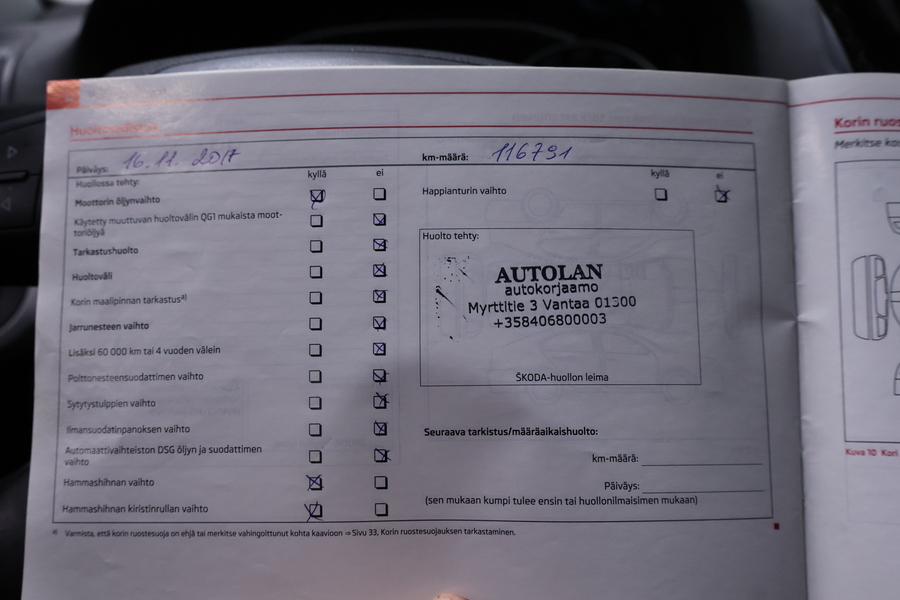 Huoltotodistus
Korin ruos
Merkitse ko
Päiväys: 16.11.2017
km-määrä: 116791
Huollossa tehty:
kyllä ei
kyllä ei
Moottorin öljynvaihto
Happianturin vaihto
Käytetty muuttuvan huoltovälin QG1 mukaista moot-
toriöljyä
Tarkastushuolto
Huoltoväli
Korin maalipinnan tarkastusa)
Jarrunesteen vaihto
Lisäksi 60 000 km tai 4 vuoden välein
Polttonesteensuodattimen vaihto
Sytytystulppien vaihto
Ilmansuodatinpanoksen vaihto
Automaattivaihteiston DSG öljyn ja suodattimen
vaihto
Hammashihnan vaihto
Hammashihnan kiristinrullan vaihto
Huolto tehty:
AUTOLAN
autokorjaamo
Myrttitie 3 Vantaa 01300
+358406800003
ŠKODA-huollon leima
Seuraava tarkistus/määräaikaishuolto:
km-määrä:
Päiväys:
(sen mukaan kumpi tulee ensin tai huollonilmaisimen mukaan)
a) Varmista, että korin ruostesuoja on ehjä tai merkitse vahingoittunut kohta kaavioon ⇒ Sivu 33, Korin ruostesuojauksen tarkastaminen.
Kuva 10 Kori